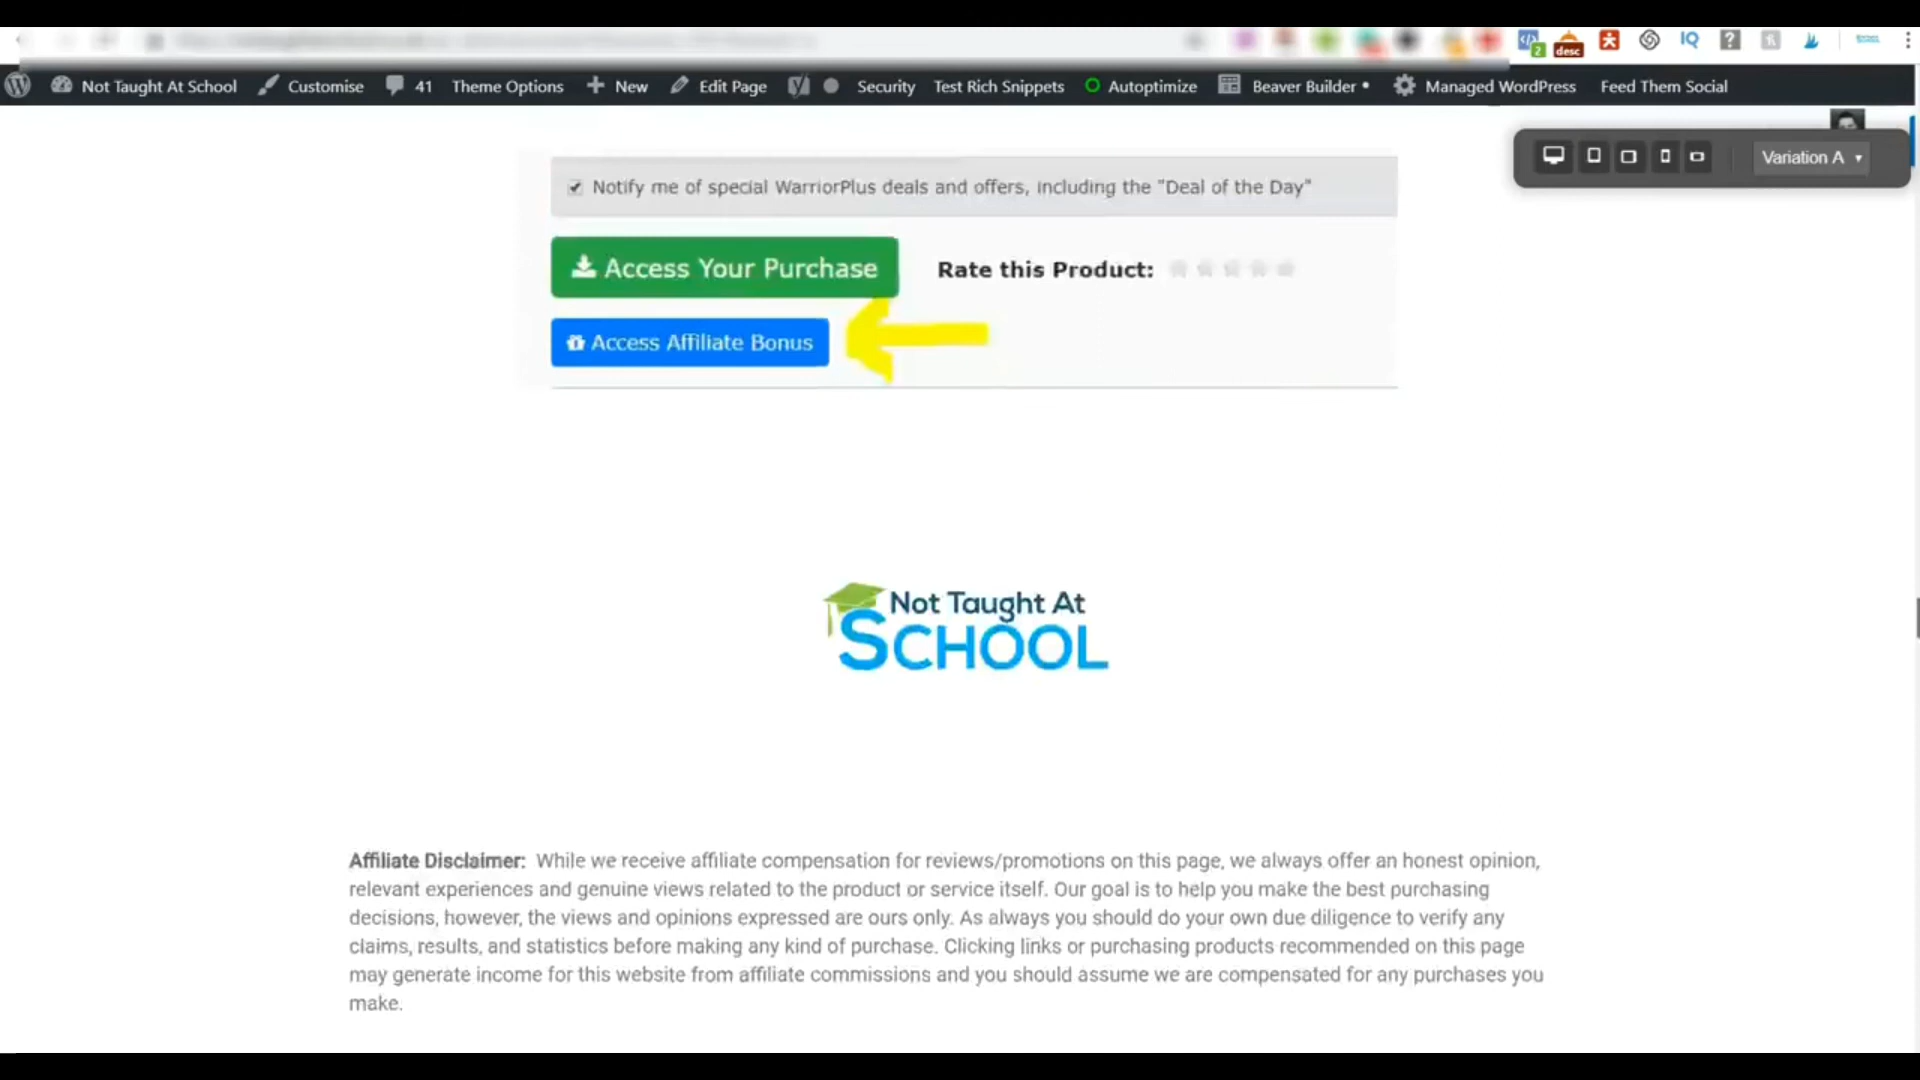 2 desc IQ ?
Not Taught At School Customise 41 Theme Options New Edit Page Security Test Rich Snippets Autoptimize Beaver Builder Managed WordPress Feed Them Social
Variation A
Notify me of special WarriorPlus deals and offers, including the "Deal of the Day"
Access Your Purchase Rate this Product:
Access Affiliate Bonus
Not Taught At
SCHOOL
Affiliate Disclaimer: While we receive affiliate compensation for reviews/promotions on this page, we always offer an honest opinion,
relevant experiences and genuine views related to the product or service itself. Our goal is to help you make the best purchasing
decisions, however, the views and opinions expressed are ours only. As always you should do your own due diligence to verify any
claims, results, and statistics before making any kind of purchase. Clicking links or purchasing products recommended on this page
may generate income for this website from affiliate commissions and you should assume we are compensated for any purchases you
make.